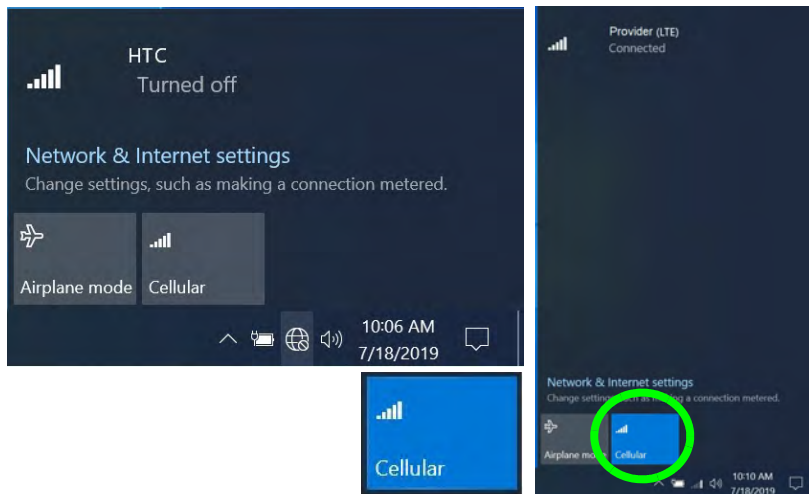 HTC
Turned off
Network & Internet settings
Change settings, such as making a connection metered.
Airplane mode Cellular
10:06 AM
7/18/2019
Cellular
Provider (LTE)
Connected
Network & Internet settings
Change settings, such as making a connection metered.
Airplane mode Cellular
10:10 AM
7/18/2019